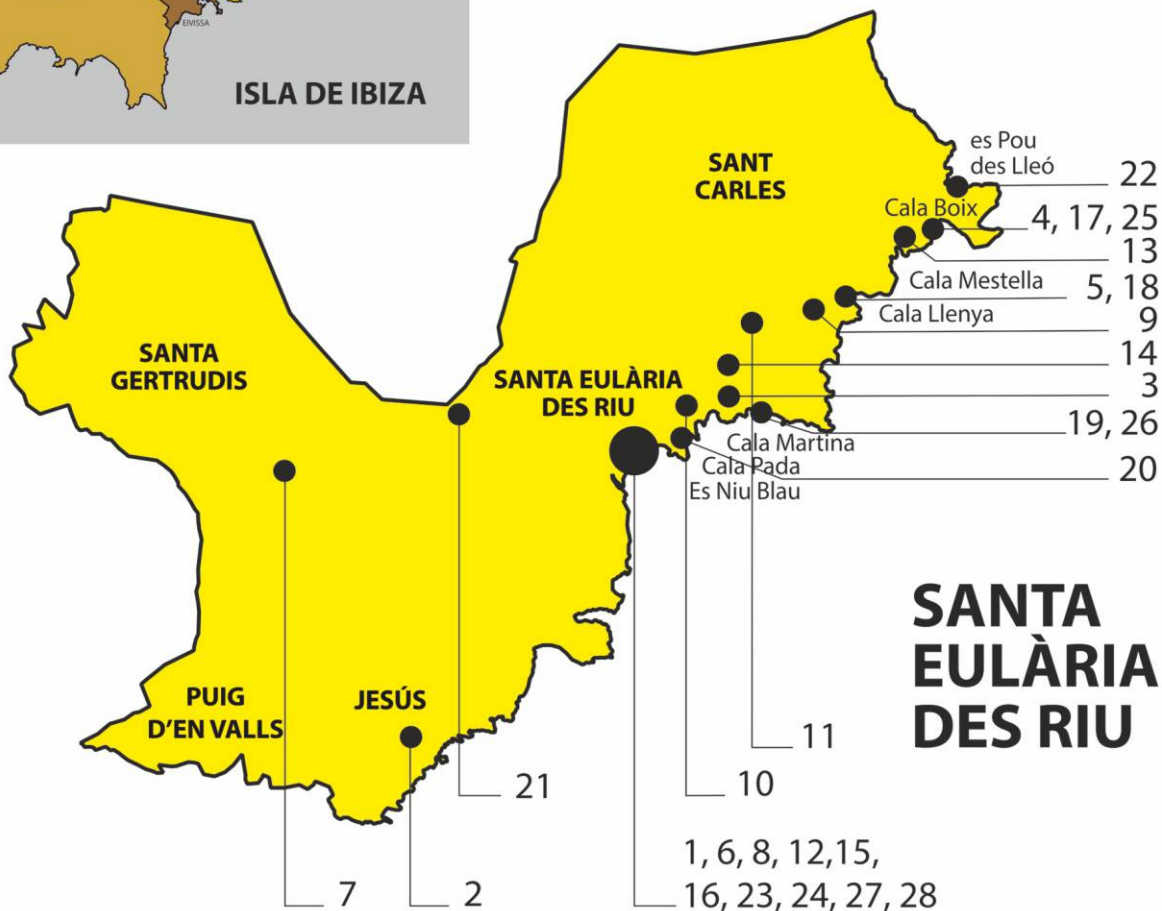 EIVISSA
ISLA DE IBIZA
SANT
CARLES
es Pou
des Lleó
22
Cala Boix
4, 17, 25
13
Cala Mestella
5, 18
Cala Llenya
9
SANTA
GERTRUDIS
14
SANTA EULÀRIA
DES RIU
3
19, 26
Cala Martina
Cala Pada
20
Es Niu Blau
SANTA
EULÀRIA
DES RIU
PUIG
D'EN VALLS
JESÚS
11
21
10
1, 6, 8, 12,15,
16, 23, 24, 27, 28
7
2